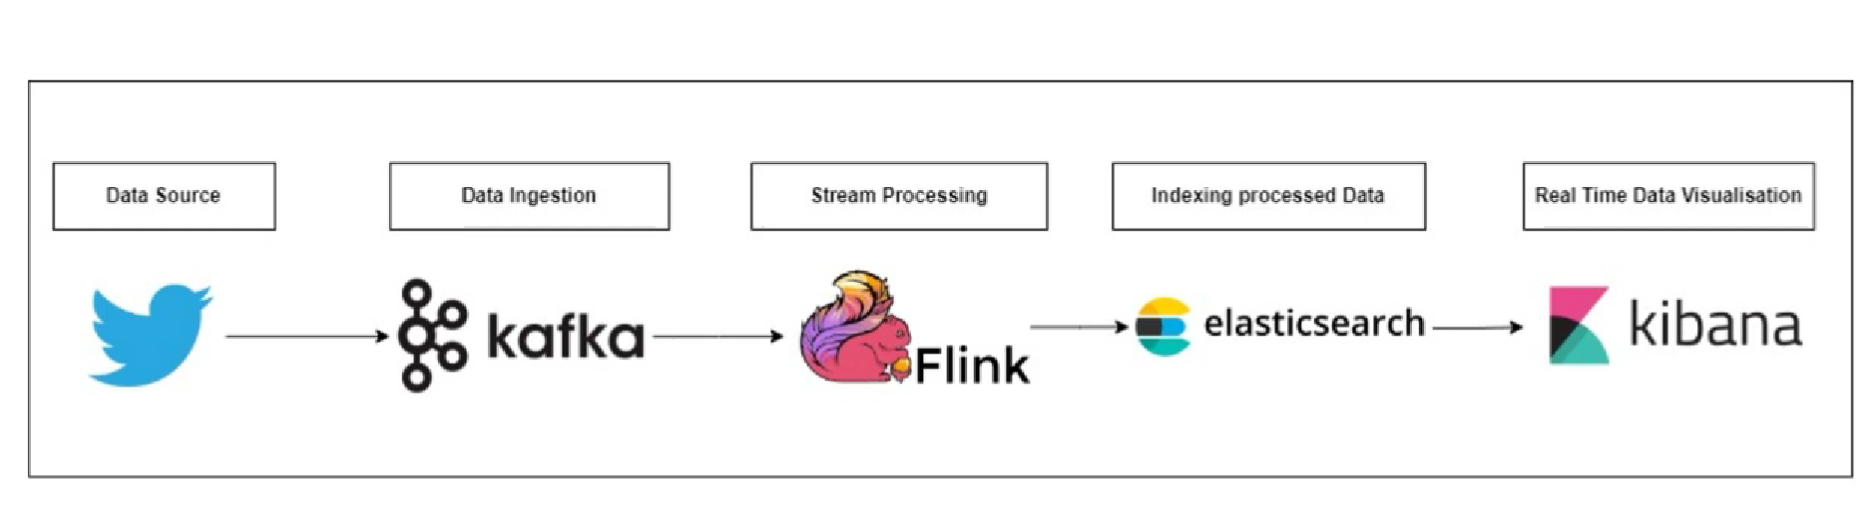 Data Source
Data Ingestion
Stream Processing
Indexing processed Data
Real Time Data Visualisation
kafka
Flink
elasticsearch
kibana